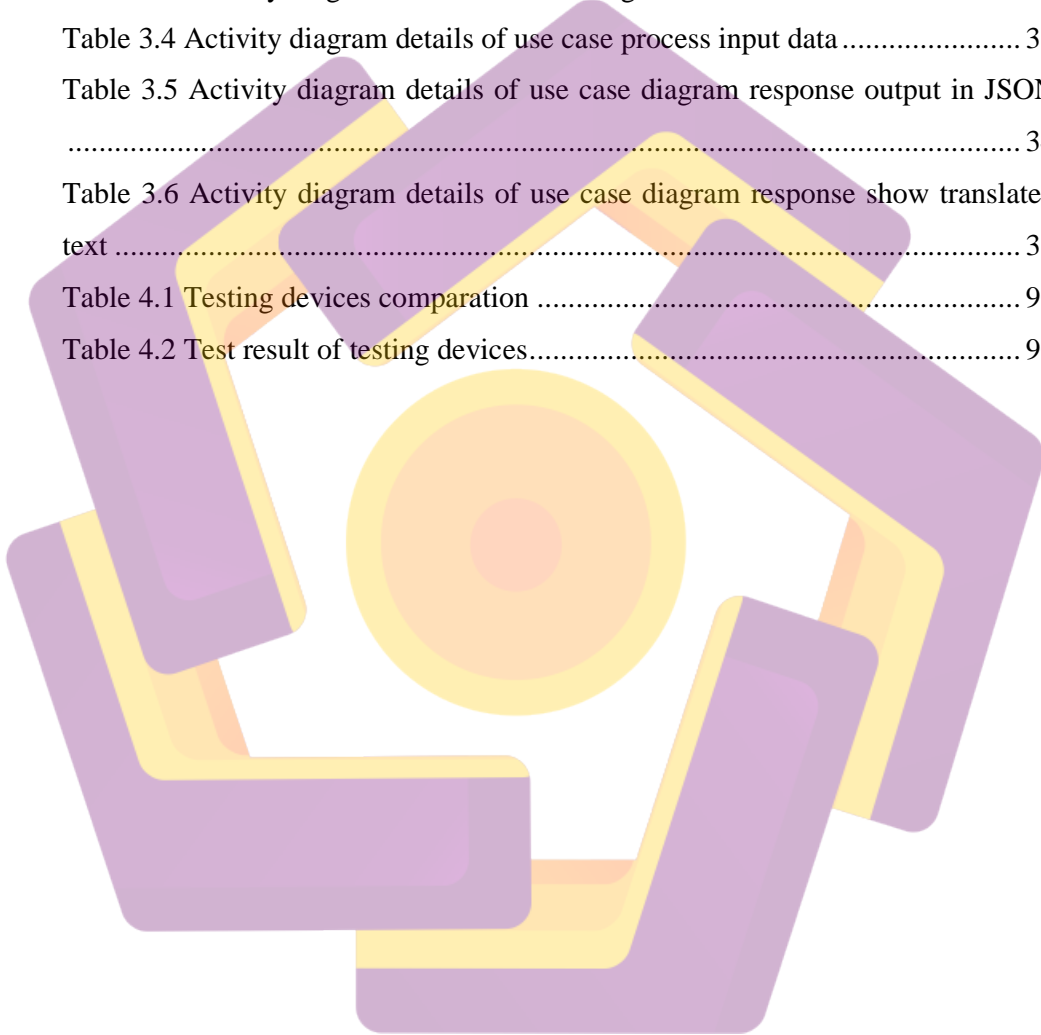 Table 3.4 Activity diagram details of use case process input data ...................... 3
Table 3.5 Activity diagram details of use case diagram response output in JSON
.................................................................................................................... 3
Table 3.6 Activity diagram details of use case diagram response show translate
text .............................................................................................................. 3
Table 4.1 Testing devices comparation ............................................................ 9
Table 4.2 Test result of testing devices............................................................. 9